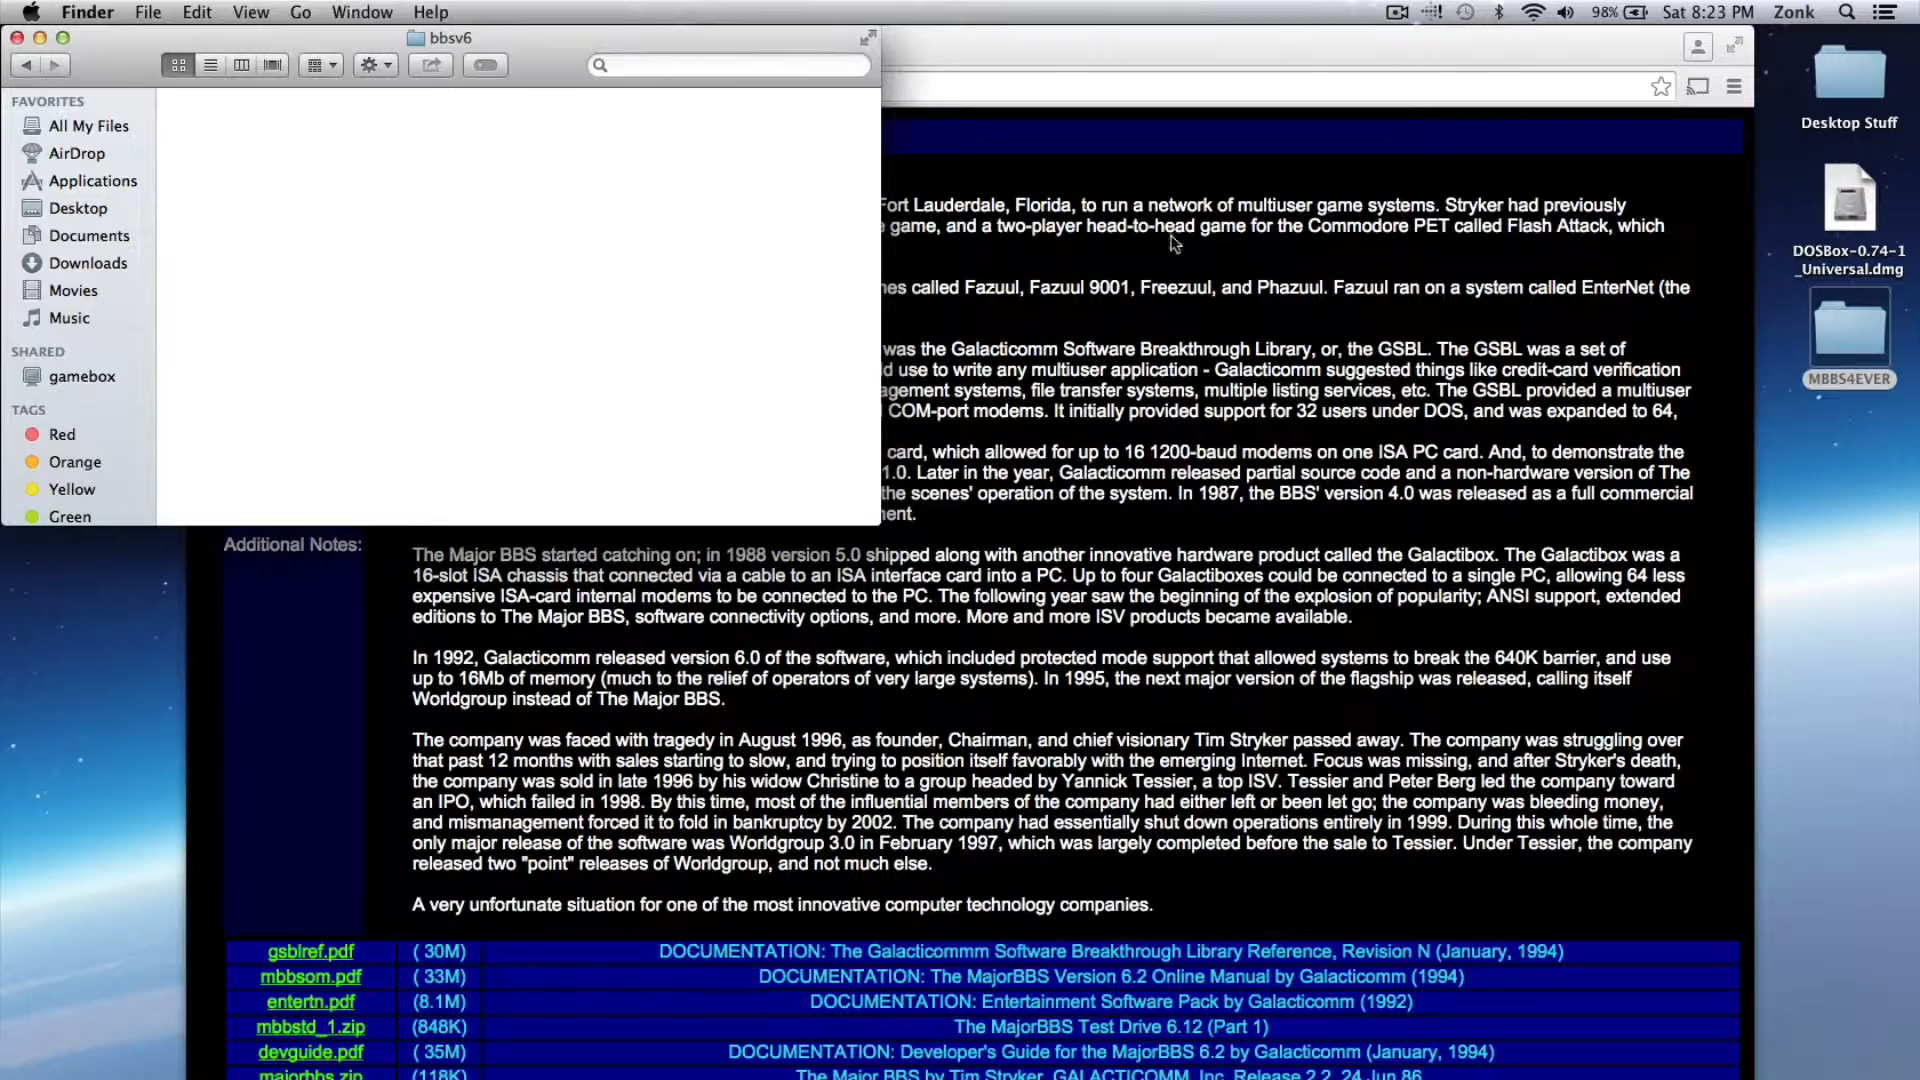 Finder File Edit View Go Window Help
98% Sat 8:23 PM Zonk
bbsv6
FAVORITES
All My Files
AirDrop
Applications
Desktop
Documents
Downloads
Movies
Music
SHARED
gamebox
TAGS
Red
Orange
Yellow
Green
Desktop Stuff
DOSBox-0.74-1
_Universal.dmg
MBBS4EVER
Fort Lauderdale, Florida, to run a network of multiuser game systems. Stryker had previously
game, and a two-player head-to-head game for the Commodore PET called Flash Attack, which
called Fazuul, Fazuul 9001, Freezuul, and Phazuul. Fazuul ran on a system called EnterNet (the
was the Galacticomm Software Breakthrough Library, or, the GSBL. The GSBL was a set of
use to write any multiuser application - Galacticomm suggested things like credit-card verification
systems, file transfer systems, multiple listing services, etc. The GSBL provided a multiuser
COM-port modems. It initially provided support for 32 users under DOS, and was expanded to 64,
card, which allowed for up to 16 1200-baud modems on one ISA PC card. And, to demonstrate the
1.0. Later in the year, Galacticomm released partial source code and a non-hardware version of The
the scenes' operation of the system. In 1987, the BBS' version 4.0 was released as a full commercial
Additional Notes:
The Major BBS started catching on; in 1988 version 5.0 shipped along with another innovative hardware product called the Galactibox. The Galactibox was a
16-slot ISA chassis that connected via a cable to an ISA interface card into a PC. Up to four Galactiboxes could be connected to a single PC, allowing 64 less
expensive ISA-card internal modems to be connected to the PC. The following year saw the beginning of the explosion of popularity; ANSI support, extended
editions to The Major BBS, software connectivity options, and more. More and more ISV products became available.
In 1992, Galacticomm released version 6.0 of the software, which included protected mode support that allowed systems to break the 640K barrier, and use
up to 16Mb of memory (much to the relief of operators of very large systems). In 1995, the next major version of the flagship was released, calling itself
Worldgroup instead of The Major BBS.
The company was faced with tragedy in August 1996, as founder, Chairman, and chief visionary Tim Stryker passed away. The company was struggling over
that past 12 months with sales starting to slow, and trying to position itself favorably with the emerging Internet. Focus was missing, and after Stryker's death,
the company was sold in late 1996 by his widow Christine to a group headed by Yannick Tessier, a top ISV. Tessier and Peter Berg led the company toward
an IPO, which failed in 1998. By this time, most of the influential members of the company had either left or been let go; the company was bleeding money,
and mismanagement forced it to fold in bankruptcy by 2002. The company had essentially shut down operations entirely in 1999. During this whole time, the
only major release of the software was Worldgroup 3.0 in February 1997, which was largely completed before the sale to Tessier. Under Tessier, the company
released two "point" releases of Worldgroup, and not much else.
A very unfortunate situation for one of the most innovative computer technology companies.
gsblref.pdf ( 30M) DOCUMENTATION: The Galacticommm Software Breakthrough Library Reference, Revision N (January, 1994)
mbbsom.pdf ( 33M) DOCUMENTATION: The MajorBBS Version 6.2 Online Manual by Galacticomm (1994)
entertn.pdf (8.1M) DOCUMENTATION: Entertainment Software Pack by Galacticomm (1992)
mbbstd_1.zip (848K) The MajorBBS Test Drive 6.12 (Part 1)
devguide.pdf ( 35M) DOCUMENTATION: Developer's Guide for the MajorBBS 6.2 by Galacticomm (January, 1994)
majorbbs.zip (118K) The Major BBS by Tim Stryker, GALACTICOMM, Inc. Release 2.2, 24 Jun 86